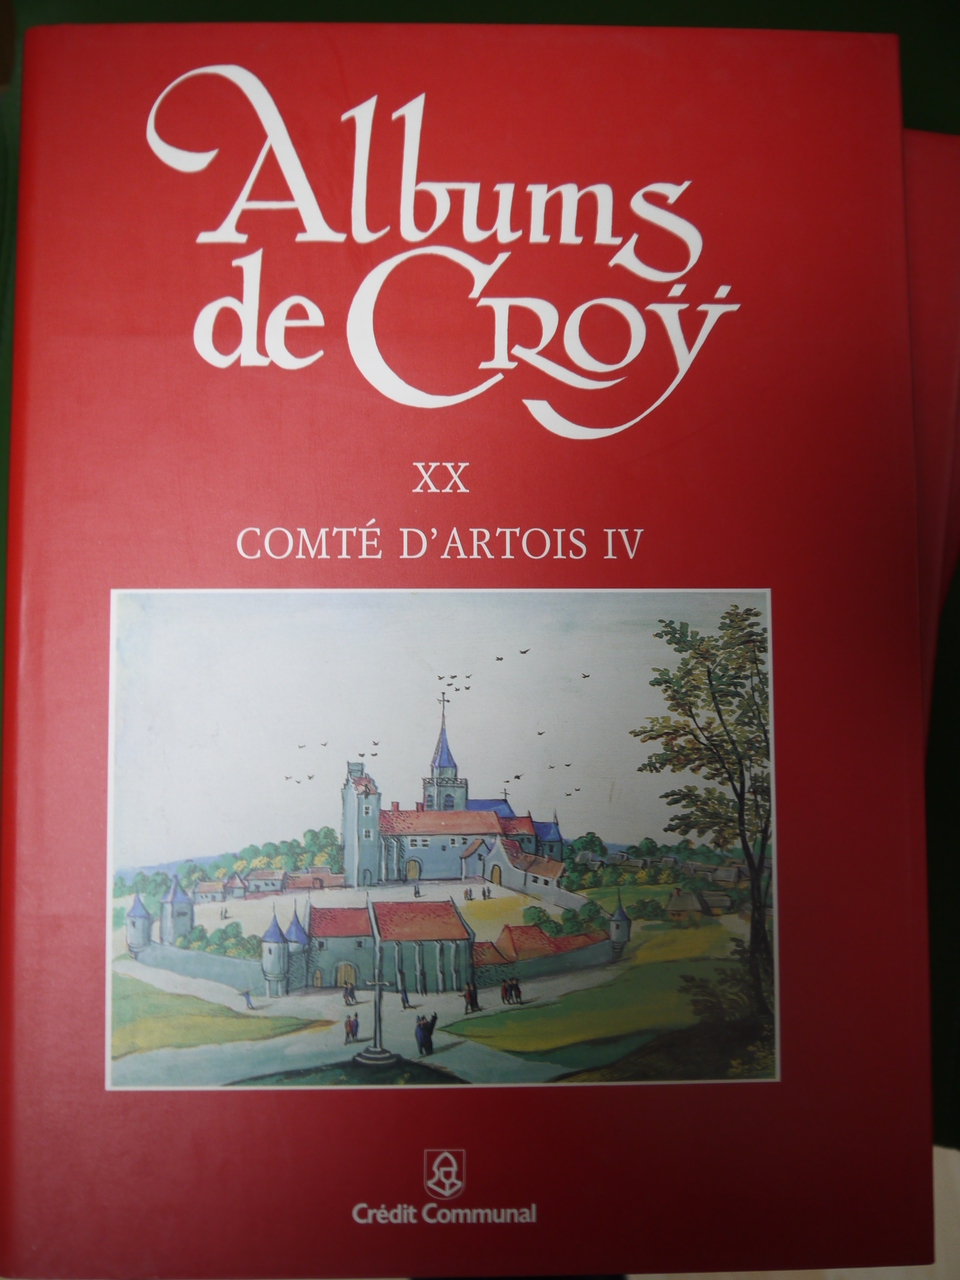 Albums
de Croÿ
XX
COMTÉ D'ARTOIS IV
Crédit Communal